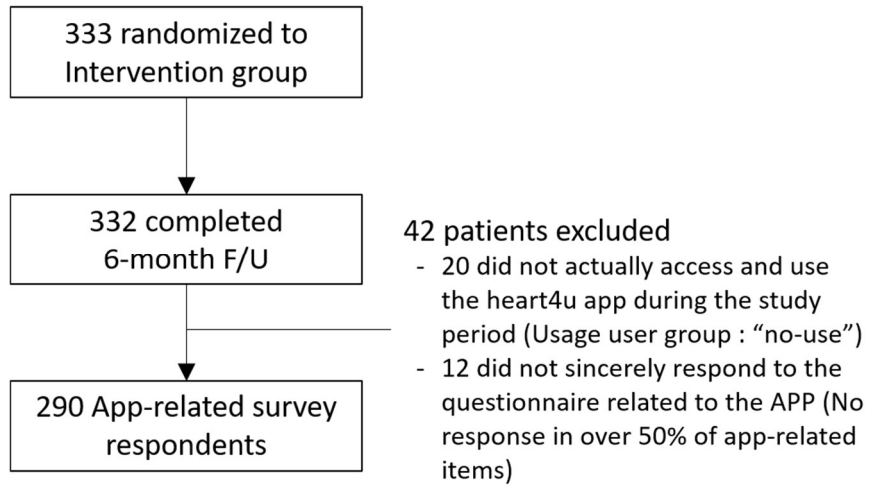 333 randomized to
Intervention group
332 completed
6-month F/U
42 patients excluded
- 20 did not actually access and use
the heart4u app during the study
period (Usage user group : “no-use”)
- 12 did not sincerely respond to the
questionnaire related to the APP (No
response in over 50% of app-related
items)
290 App-related survey
respondents